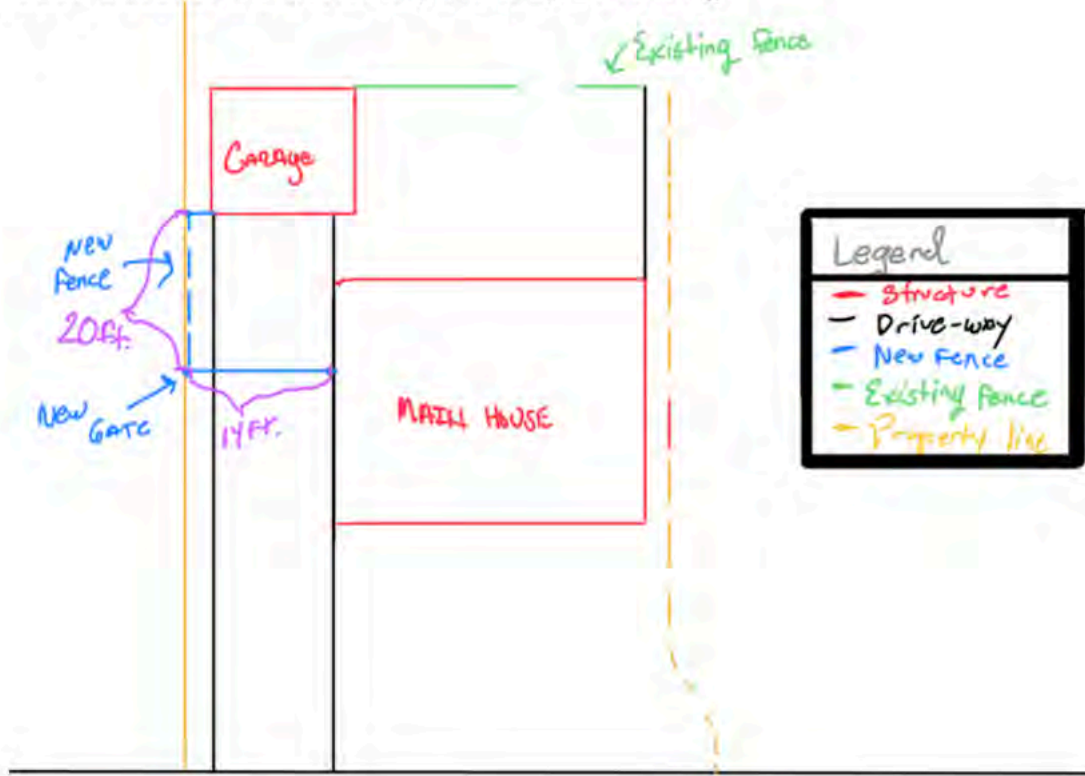 Existing fence
GARAGE
New
Fence
20ft.
New
GATE
14Ft.
MAIN HOUSE
Legend
Structure
Drive-way
New Fence
Existing Fence
Property line